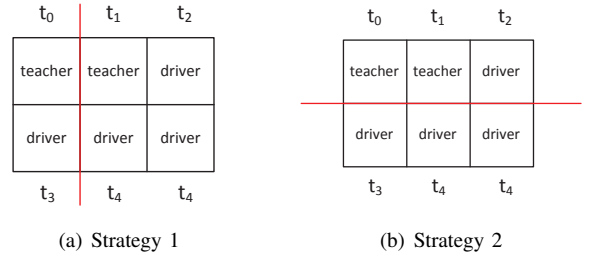 t₀ t₁ t₂
teacher teacher driver
driver driver driver
t₃ t₄ t₄
(a) Strategy 1
t₀ t₁ t₂
teacher teacher driver
driver driver driver
t₃ t₄ t₄
(b) Strategy 2